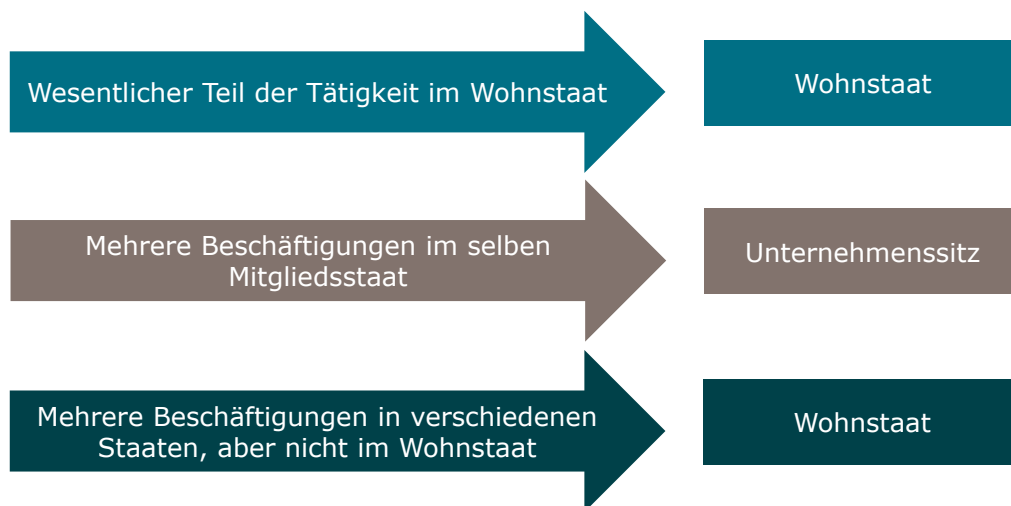 Wesentlicher Teil der Tätigkeit im Wohnstaat
Wohnstaat
Mehrere Beschäftigungen im selben
Mitgliedsstaat
Unternehmenssitz
Mehrere Beschäftigungen in verschiedenen
Staaten, aber nicht im Wohnstaat
Wohnstaat